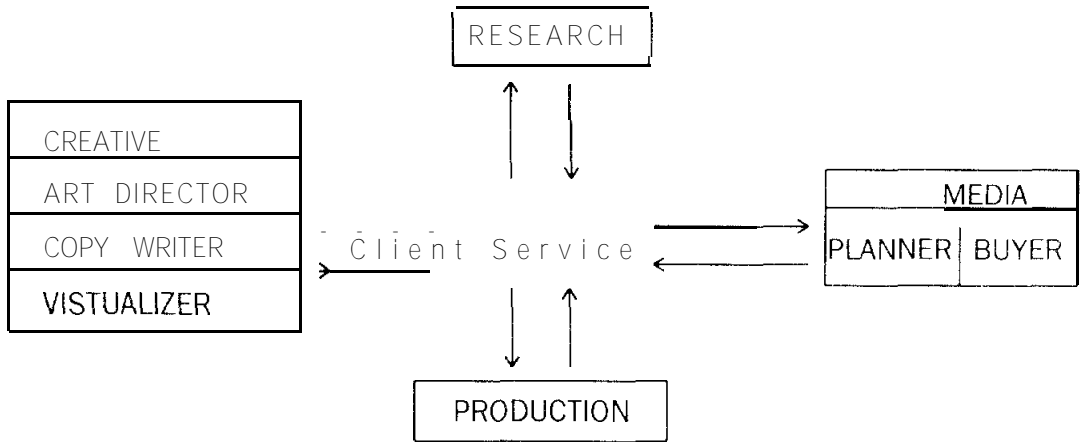 RESEARCH
CREATIVE
ART DIRECTOR
COPY WRITER
VISTUALIZER
Client Service
MEDIA
PLANNER BUYER
PRODUCTION